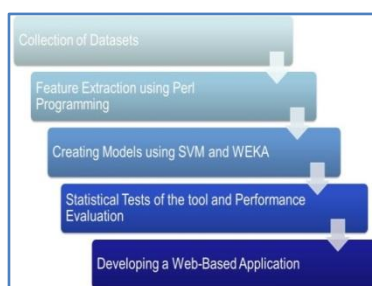 Collection of Datasets
Feature Extraction using Perl
Programming
Creating Models using SVM and WEKA
Statistical Tests of the tool and Performance
Evaluation
Developing a Web-Based Application